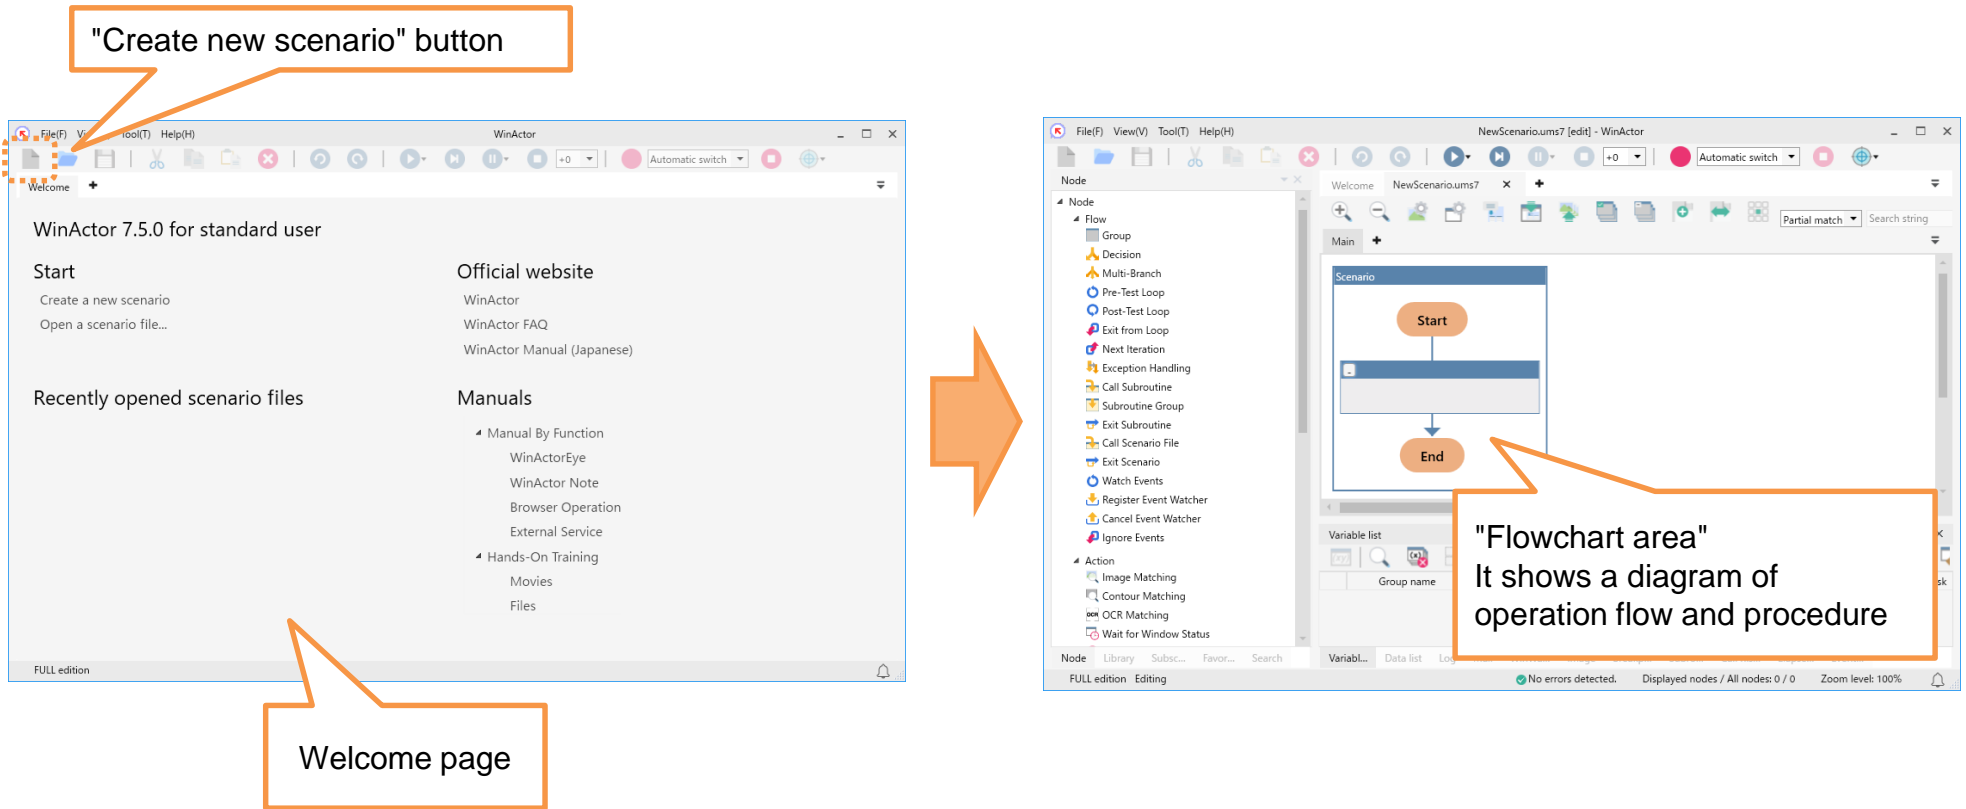 "Create new scenario" button
File(F) Tool(T) Help(H)
WinActor
+0
Automatic switch
Welcome
WinActor 7.5.0 for standard user
Start
Create a new scenario
Open a scenario file...
Recently opened scenario files
Official website
WinActor
WinActor FAQ
WinActor Manual (Japanese)
Manuals
Manual By Function
WinActorEye
WinActor Note
Browser Operation
External Service
Hands-On Training
Movies
Files
FULL edition
Welcome page
File(F) View(V) Tool(T) Help(H)
NewScenario.ums7 [edit] - WinActor
+0
Automatic switch
Node
Node
Flow
Group
Decision
Multi-Branch
Pre-Test Loop
Post-Test Loop
Exit from Loop
Next Iteration
Exception Handling
Call Subroutine
Subroutine Group
Exit Subroutine
Call Scenario File
Exit Scenario
Watch Events
Register Event Watcher
Cancel Event Watcher
Ignore Events
Action
Image Matching
Contour Matching
OCR Matching
Wait for Window Status
Node Library Subsc... Favor... Search
Welcome NewScenario.ums7
Partial match Search string
Main
Scenario
Start
End
Variable list
Group name
"Flowchart area"
It shows a diagram of
operation flow and procedure
Variabl... Data list
FULL edition Editing
No errors detected. Displayed nodes / All nodes: 0 / 0 Zoom level: 100%